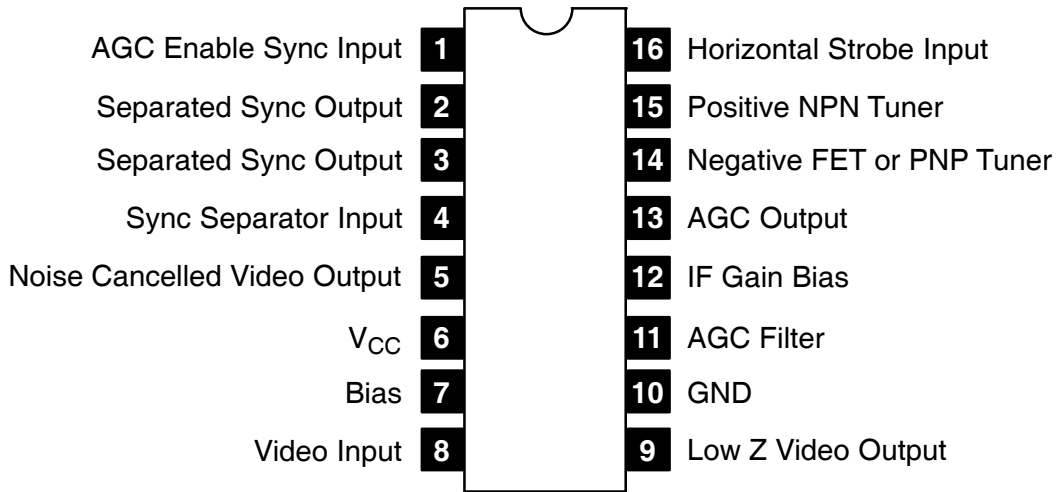 AGC Enable Sync Input 1
Separated Sync Output 2
Separated Sync Output 3
Sync Separator Input 4
Noise Cancelled Video Output 5
VCC 6
Bias 7
Video Input 8
16 Horizontal Strobe Input
15 Positive NPN Tuner
14 Negative FET or PNP Tuner
13 AGC Output
12 IF Gain Bias
11 AGC Filter
10 GND
9 Low Z Video Output